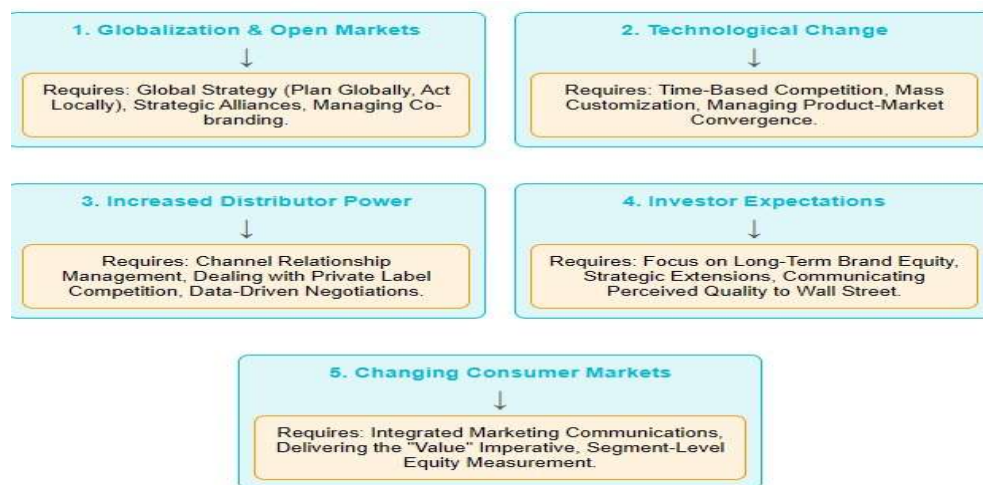 1. Globalization & Open Markets
↓
Requires: Global Strategy (Plan Globally, Act
Locally), Strategic Alliances, Managing Co-
branding.
2. Technological Change
↓
Requires: Time-Based Competition, Mass
Customization, Managing Product-Market
Convergence.
3. Increased Distributor Power
↓
Requires: Channel Relationship
Management, Dealing with Private Label
Competition, Data-Driven Negotiations.
4. Investor Expectations
↓
Requires: Focus on Long-Term Brand Equity,
Strategic Extensions, Communicating
Perceived Quality to Wall Street.
5. Changing Consumer Markets
↓
Requires: Integrated Marketing Communications,
Delivering the "Value" Imperative, Segment-Level
Equity Measurement.